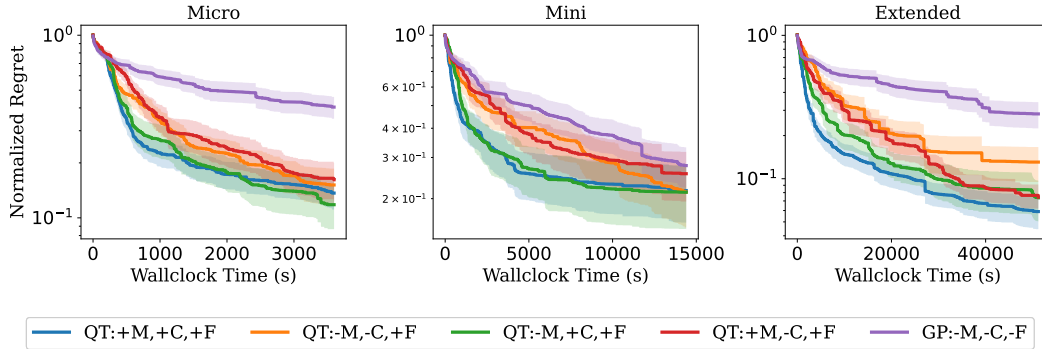 Micro
Mini
Extended
Normalized Regret
10⁰
10⁻¹
0 1000 2000 3000
Wallclock Time (s)
10⁰
6 × 10⁻¹
4 × 10⁻¹
3 × 10⁻¹
2 × 10⁻¹
0 5000 10000 15000
Wallclock Time (s)
10⁰
10⁻¹
0 20000 40000
Wallclock Time (s)
QT:+M,+C,+F QT:-M,-C,+F QT:-M,+C,+F QT:+M,-C,+F GP:-M,-C,-F